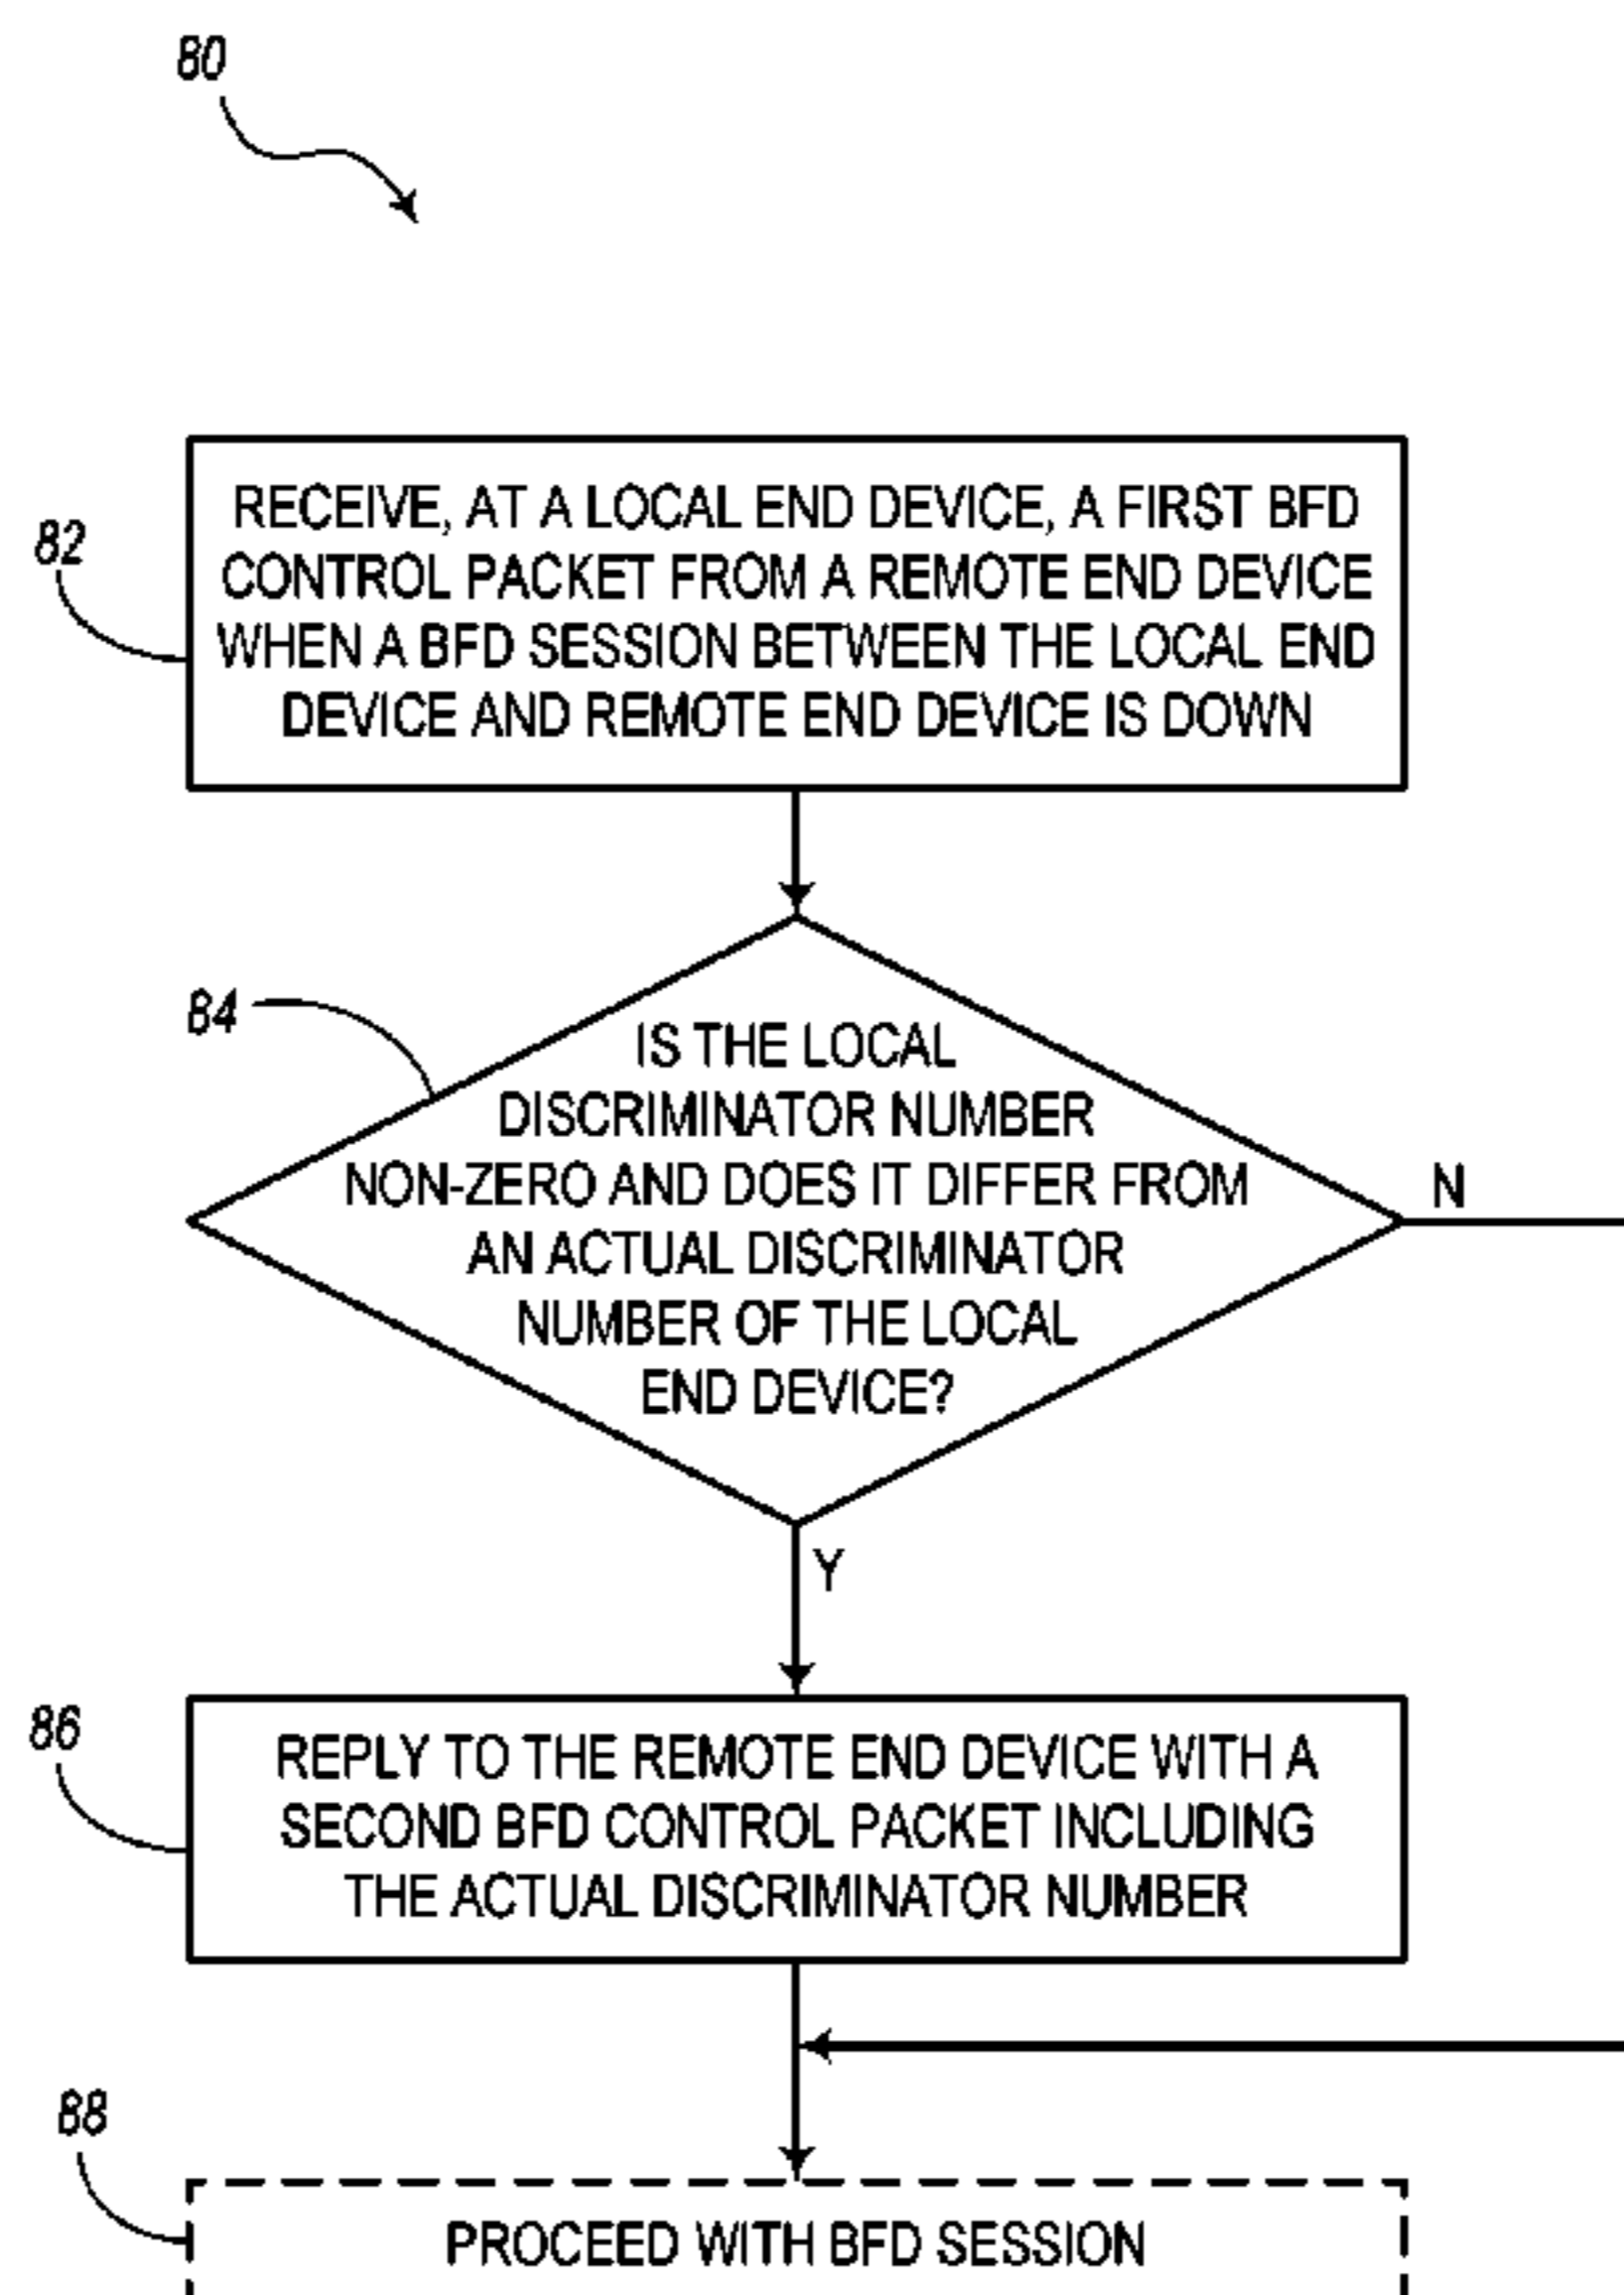 80
82
RECEIVE, AT A LOCAL END DEVICE, A FIRST BFD
CONTROL PACKET FROM A REMOTE END DEVICE
WHEN A BFD SESSION BETWEEN THE LOCAL END
DEVICE AND REMOTE END DEVICE IS DOWN
84
IS THE LOCAL
DISCRIMINATOR NUMBER
NON-ZERO AND DOES IT DIFFER FROM
AN ACTUAL DISCRIMINATOR
NUMBER OF THE LOCAL
END DEVICE?
N
Y
86
REPLY TO THE REMOTE END DEVICE WITH A
SECOND BFD CONTROL PACKET INCLUDING
THE ACTUAL DISCRIMINATOR NUMBER
88
PROCEED WITH BFD SESSION